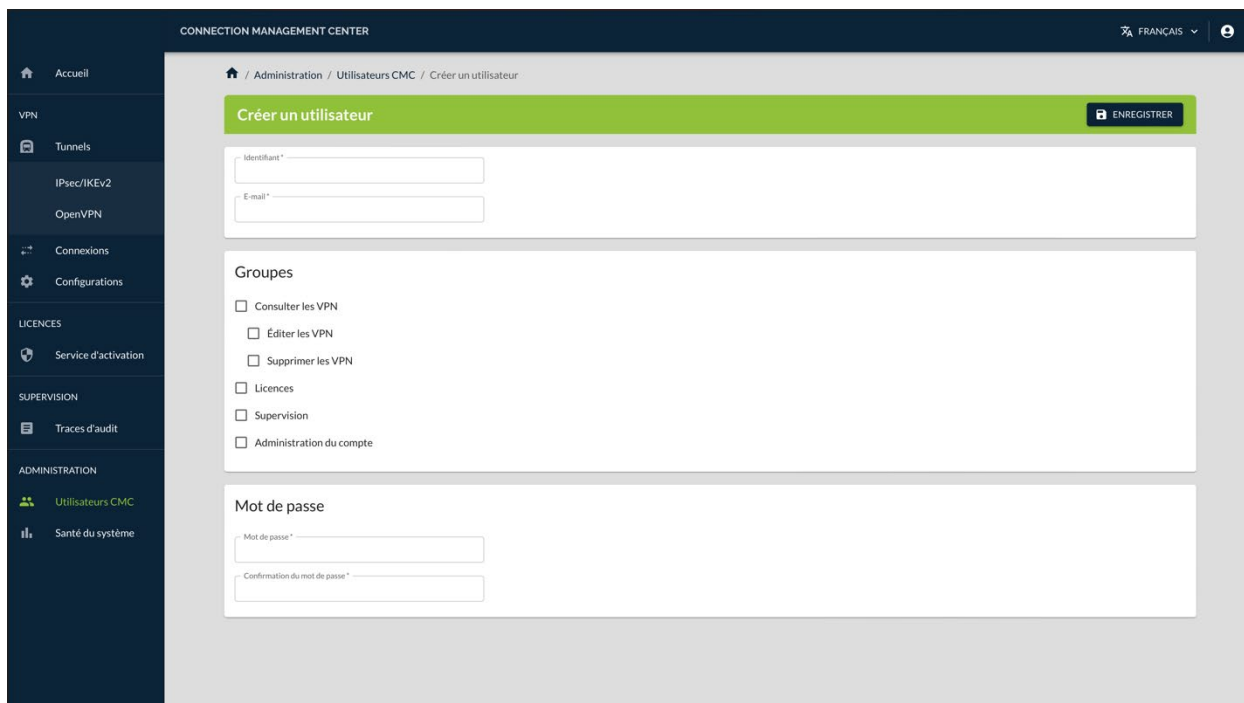 CONNECTION MANAGEMENT CENTER
FRANÇAIS
Accueil
VPN
Tunnels
IPsec/IKEv2
OpenVPN
Connexions
Configurations
LICENCES
Service d'activation
SUPERVISION
Traces d'audit
ADMINISTRATION
Utilisateurs CMC
Santé du système
/ Administration / Utilisateurs CMC / Créer un utilisateur
Créer un utilisateur
ENREGISTRER
Identifiant *
E-mail *
Groupes
Consulter les VPN
Éditer les VPN
Supprimer les VPN
Licences
Supervision
Administration du compte
Mot de passe
Mot de passe *
Confirmation du mot de passe *